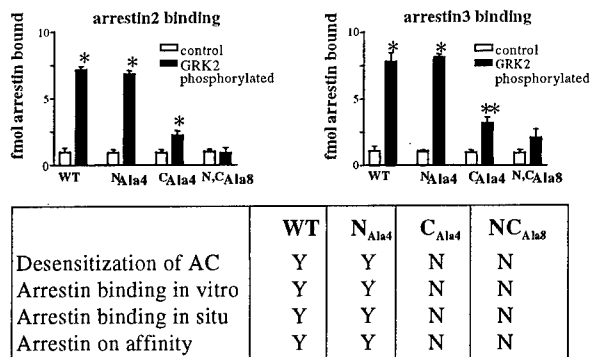 arrestin2 binding
fmol arrestin bound
10
5
0
control
GRK2
phosphorylated
*
*
*
WT
NAla4
CAla4
N,CAla8
arrestin3 binding
fmol arrestin bound
10
5
0
control
GRK2
phosphorylated
*
*
**
WT
NAla4
CAla4
N,CAla8
WT NAla4 CAla4 NCAla8
Desensitization of AC Y Y N N
Arrestin binding in vitro Y Y N N
Arrestin binding in situ Y Y N N
Arrestin on affinity Y Y N N